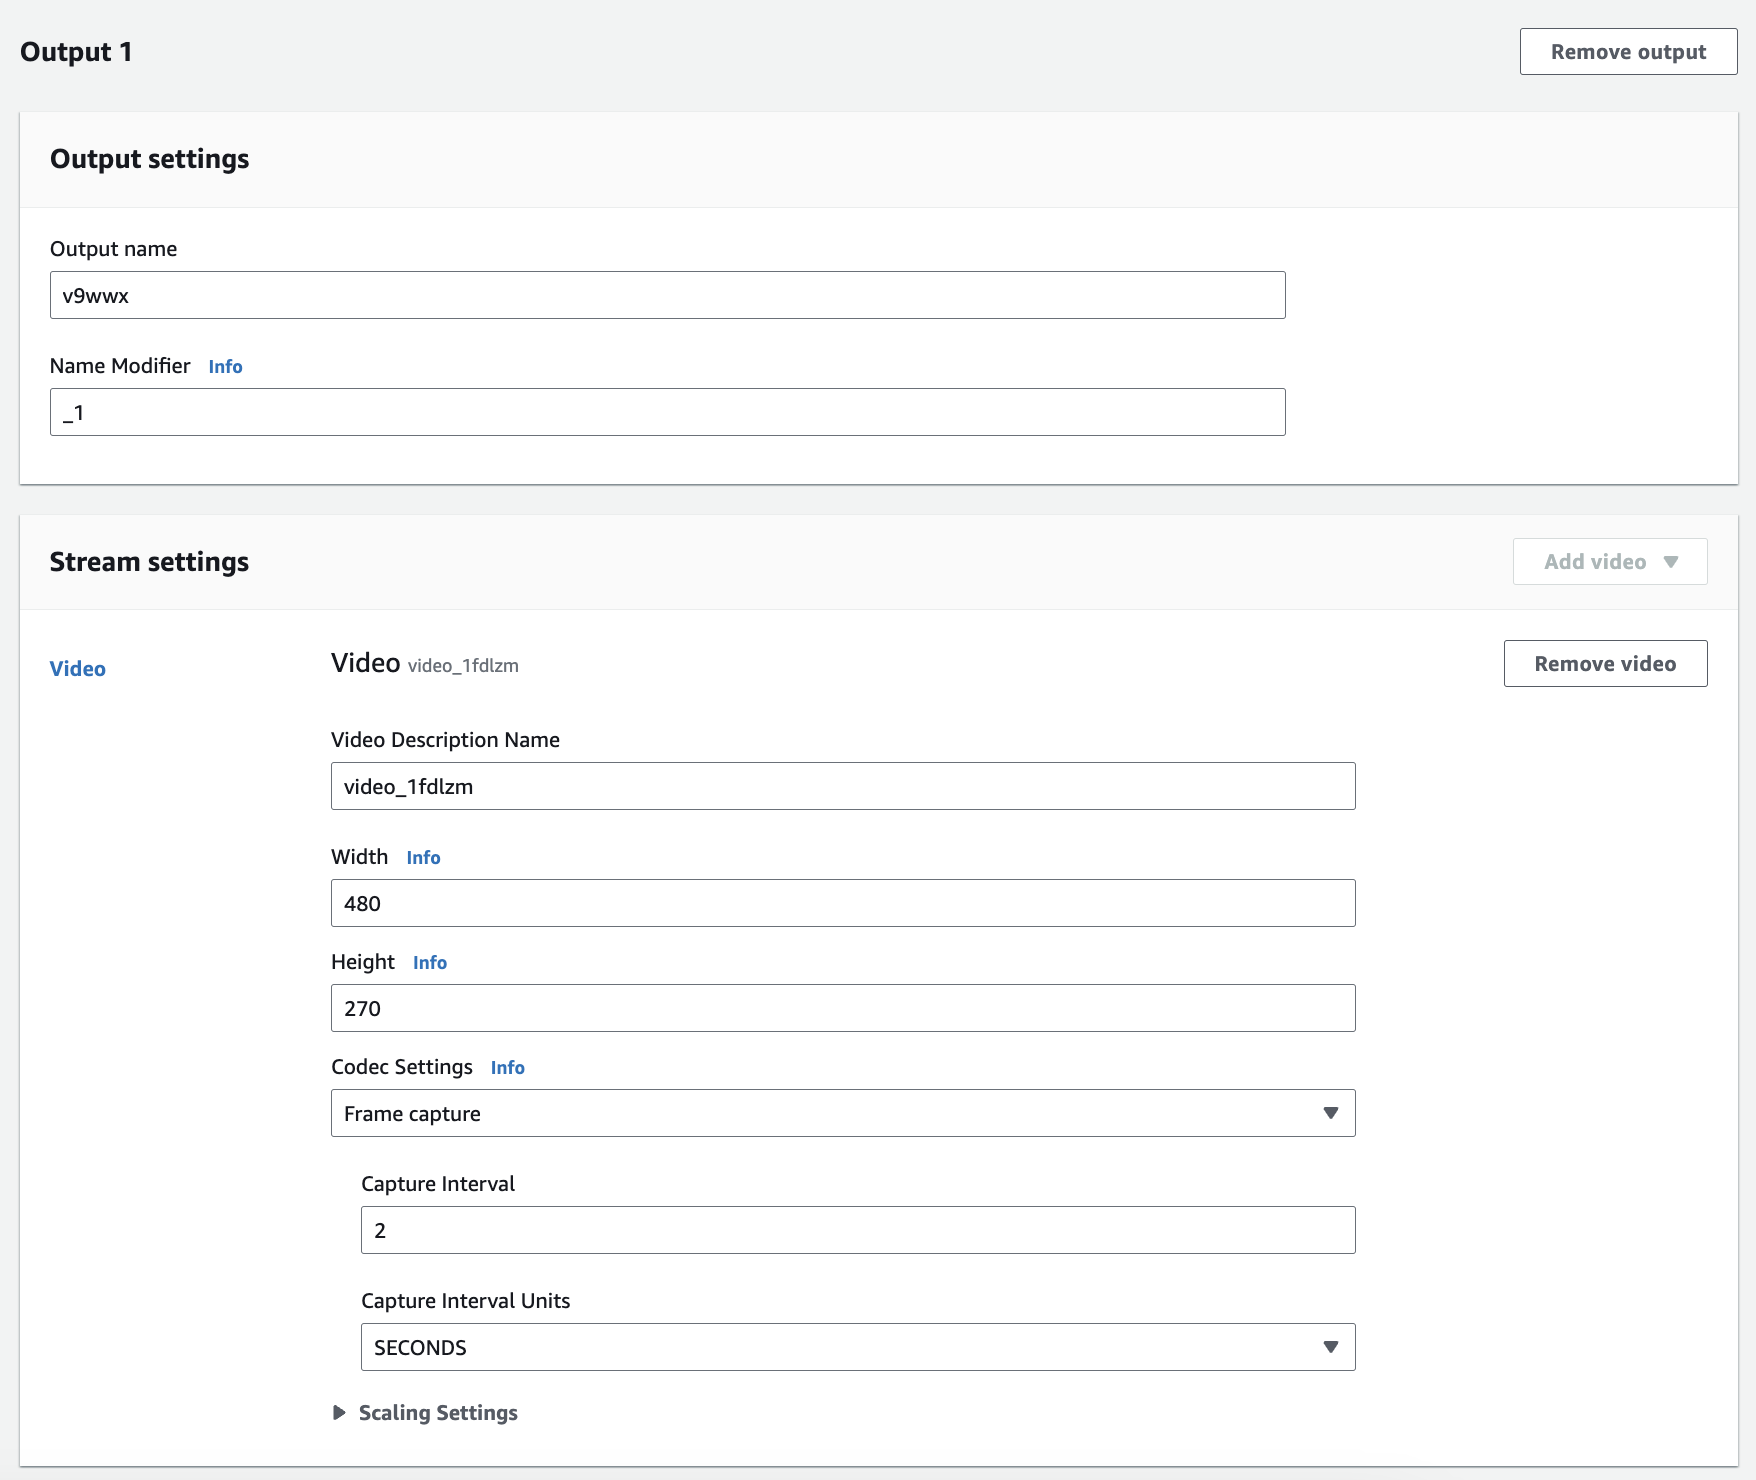 Output 1
Remove output
Output settings
Output name
v9wwx
Name Modifier Info
_1
Stream settings
Add video
Video
Video video_1fdlzm
Remove video
Video Description Name
video_1fdlzm
Width Info
480
Height Info
270
Codec Settings Info
Frame capture
Capture Interval
2
Capture Interval Units
SECONDS
Scaling Settings